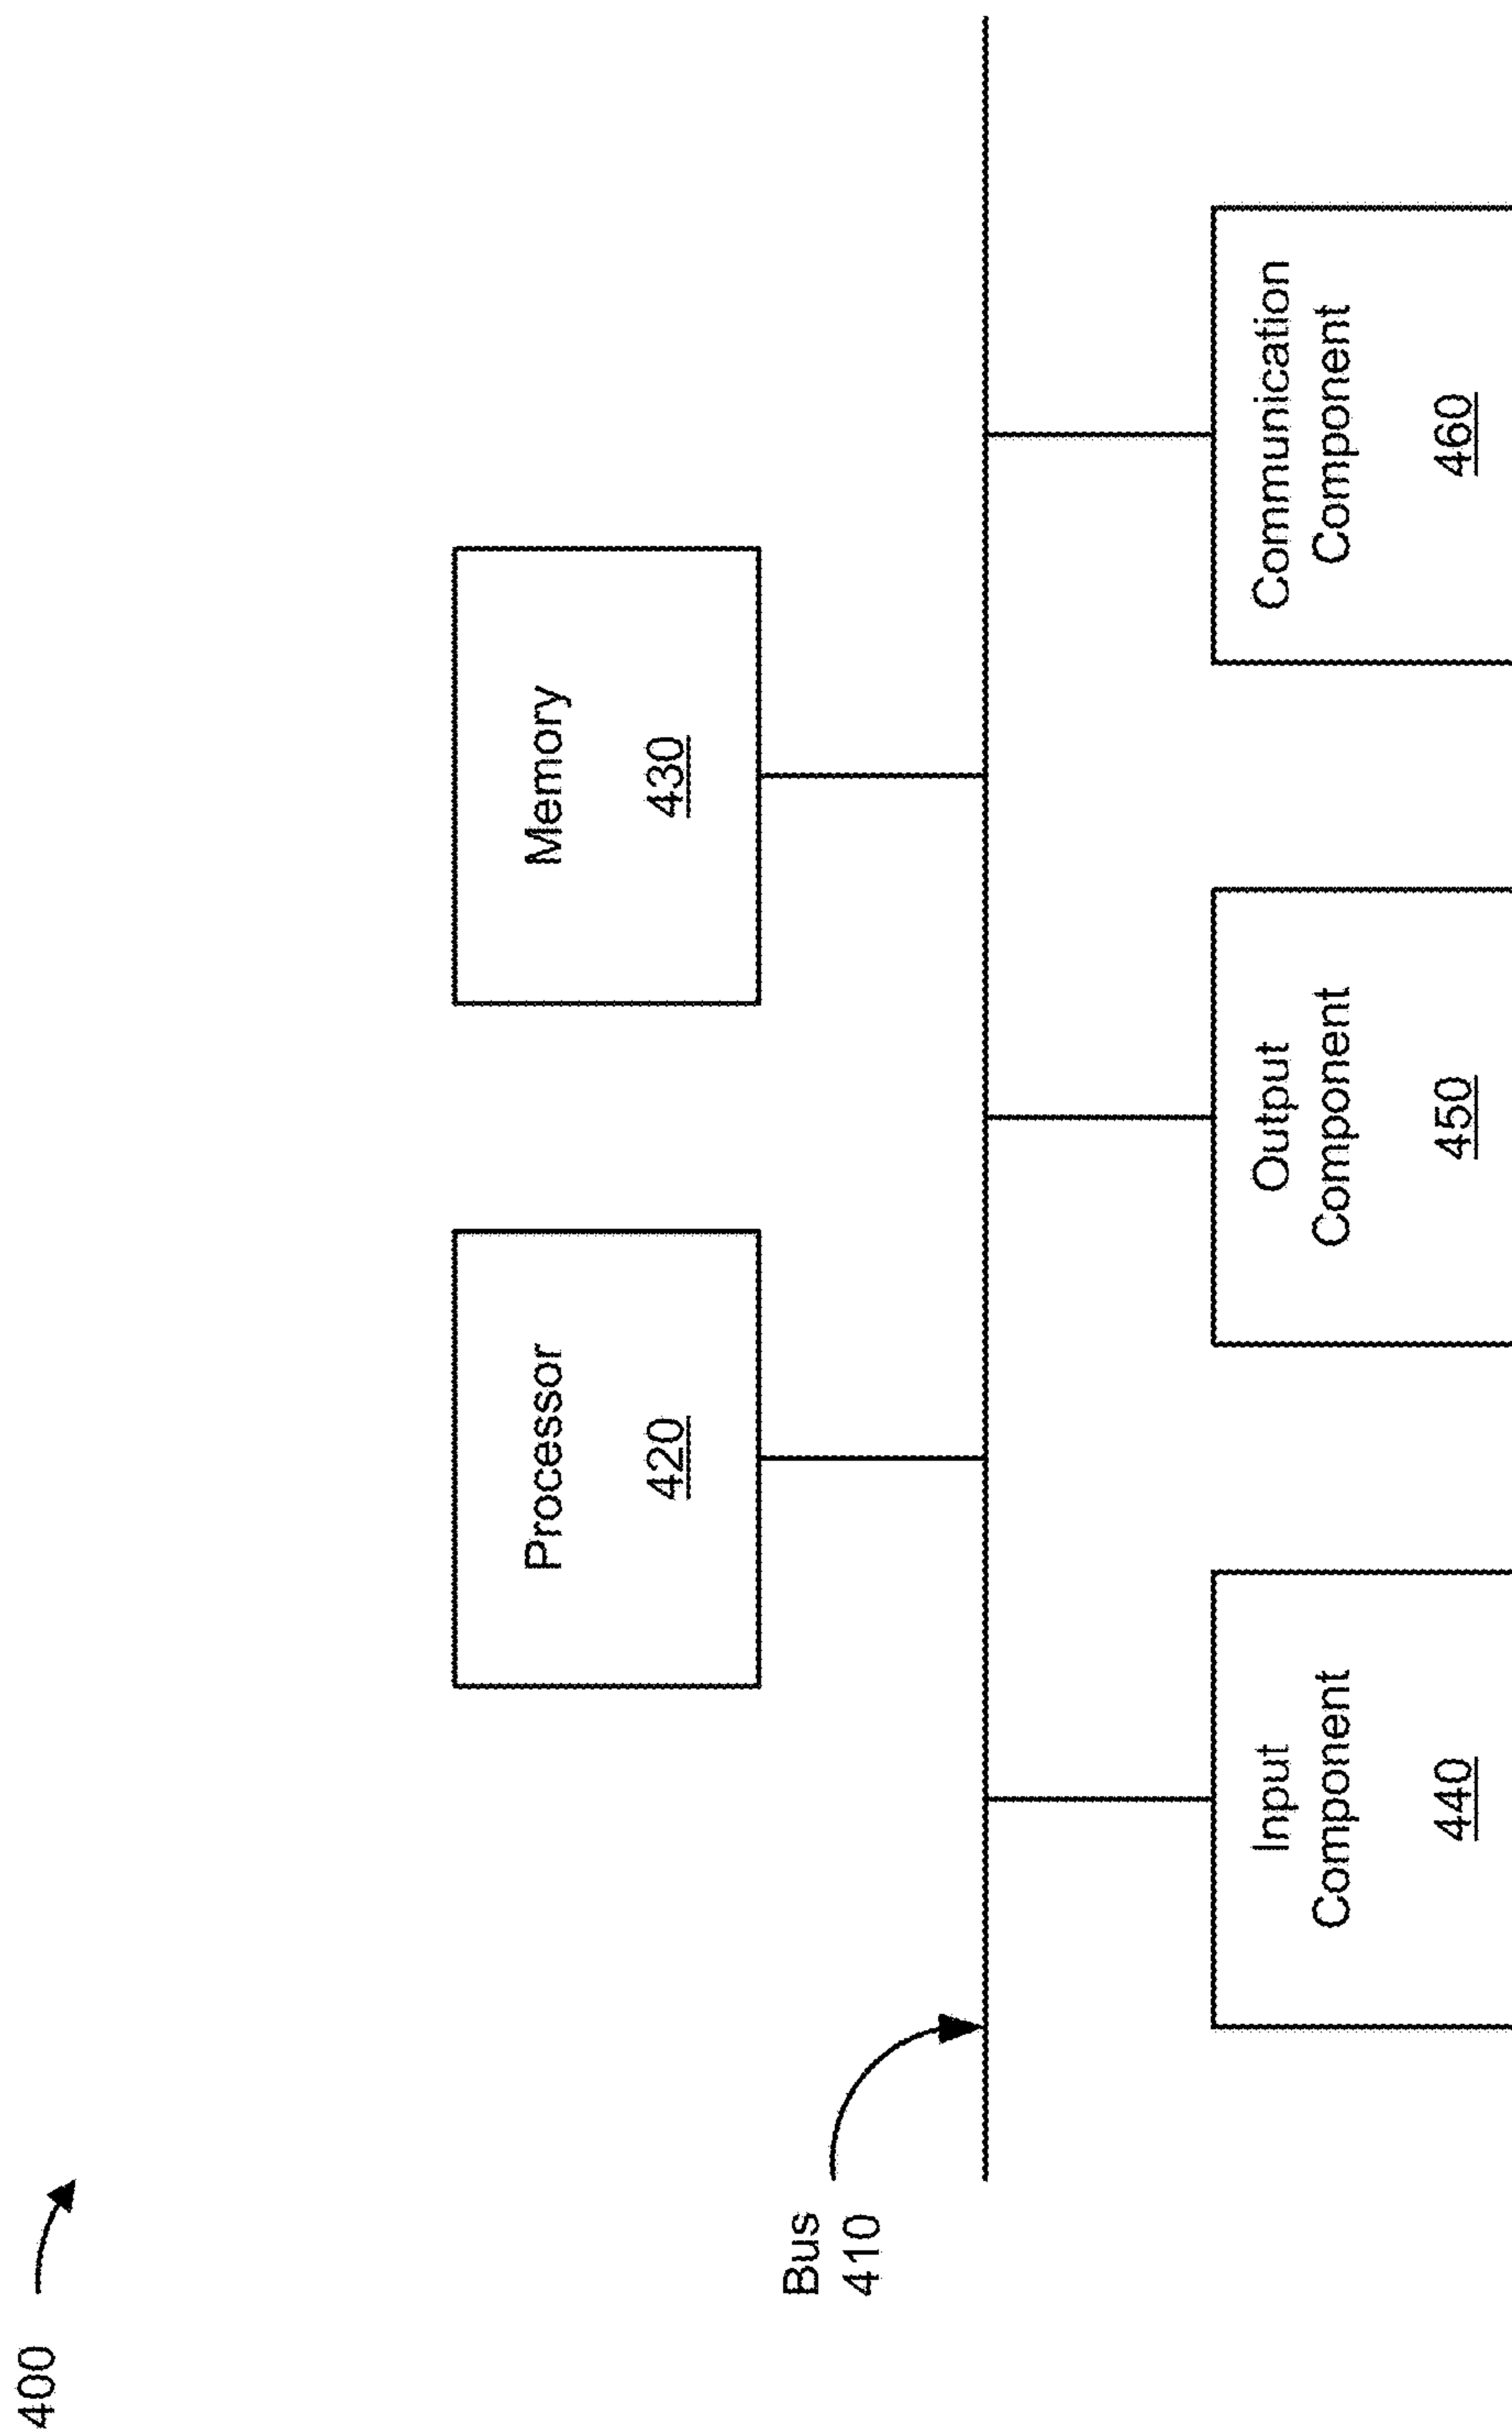 400
Bus
410
Processor
420
Memory
430
Input
Component
440
Output
Component
450
Communication
Component
460